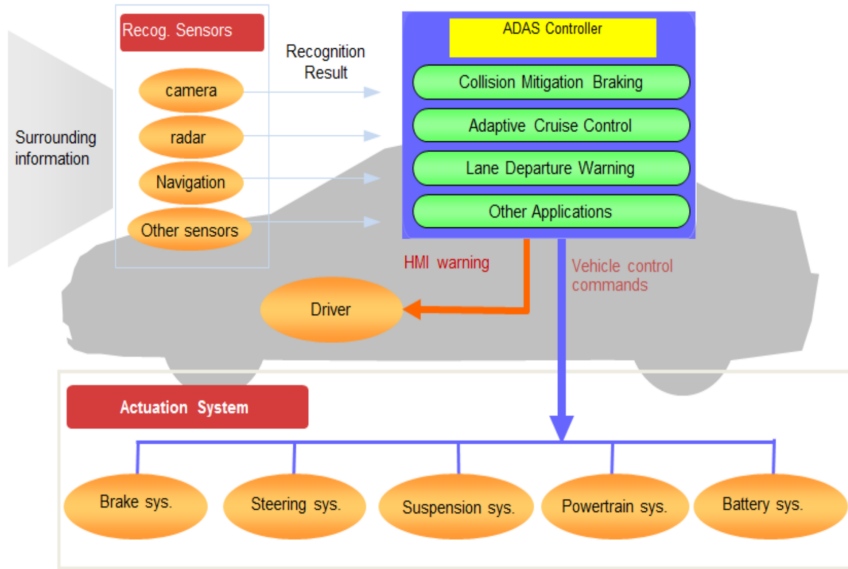 Recog. Sensors
ADAS Controller
Recognition
Result
Collision Mitigation Braking
camera
Adaptive Cruise Control
radar
Surrounding
information
Lane Departure Warning
Navigation
Other Applications
Other sensors
HMI warning
Vehicle control
commands
Driver
Actuation System
Brake sys.
Steering sys.
Suspension sys.
Powertrain sys.
Battery sys.